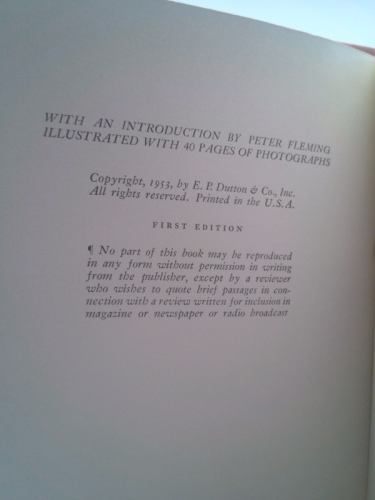 WITH AN INTRODUCTION BY PETER FLEMING
ILLUSTRATED WITH 40 PAGES OF PHOTOGRAPHS
Copyright, 1953, by E. P. Dutton & Co., Inc.
All rights reserved. Printed in the U.S.A.
FIRST EDITION
¶ No part of this book may be reproduced
in any form without permission in writing
from the publisher, except by a reviewer
who wishes to quote brief passages in con-
nection with a review written for inclusion in
magazine or newspaper or radio broadcast